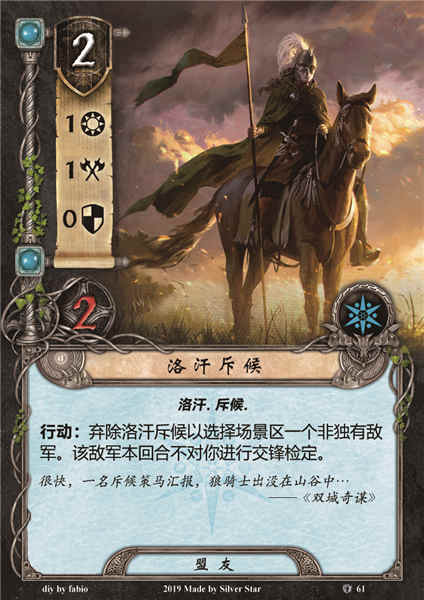 2
1
1
0
2
洛汗斥候
洛汗. 斥候.
行动：弃除洛汗斥候以选择场景区一个非独有敌
军。该敌军本回合不对你进行交锋检定。
很快，一名斥候策马汇报，狼骑士出没在山谷中…
——《双城奇谋》
盟友
diy by fabio
2019 Made by Silver Star
61